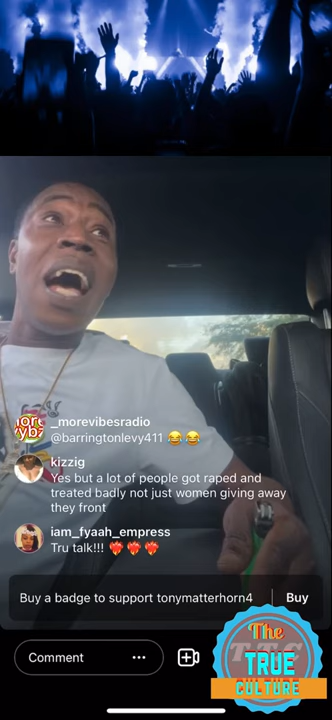 _morevibesradio
@barringtonlevy411 😂😂
kizzig
Yes but a lot of people got raped and
treated badly not just women giving away
they front
iam_fyaah_empress
Tru talk!!! ❤️‍🔥❤️‍🔥❤️‍🔥
Buy a badge to support tonymatterhorn4
Buy
Comment
The
TRUE
CULTURE